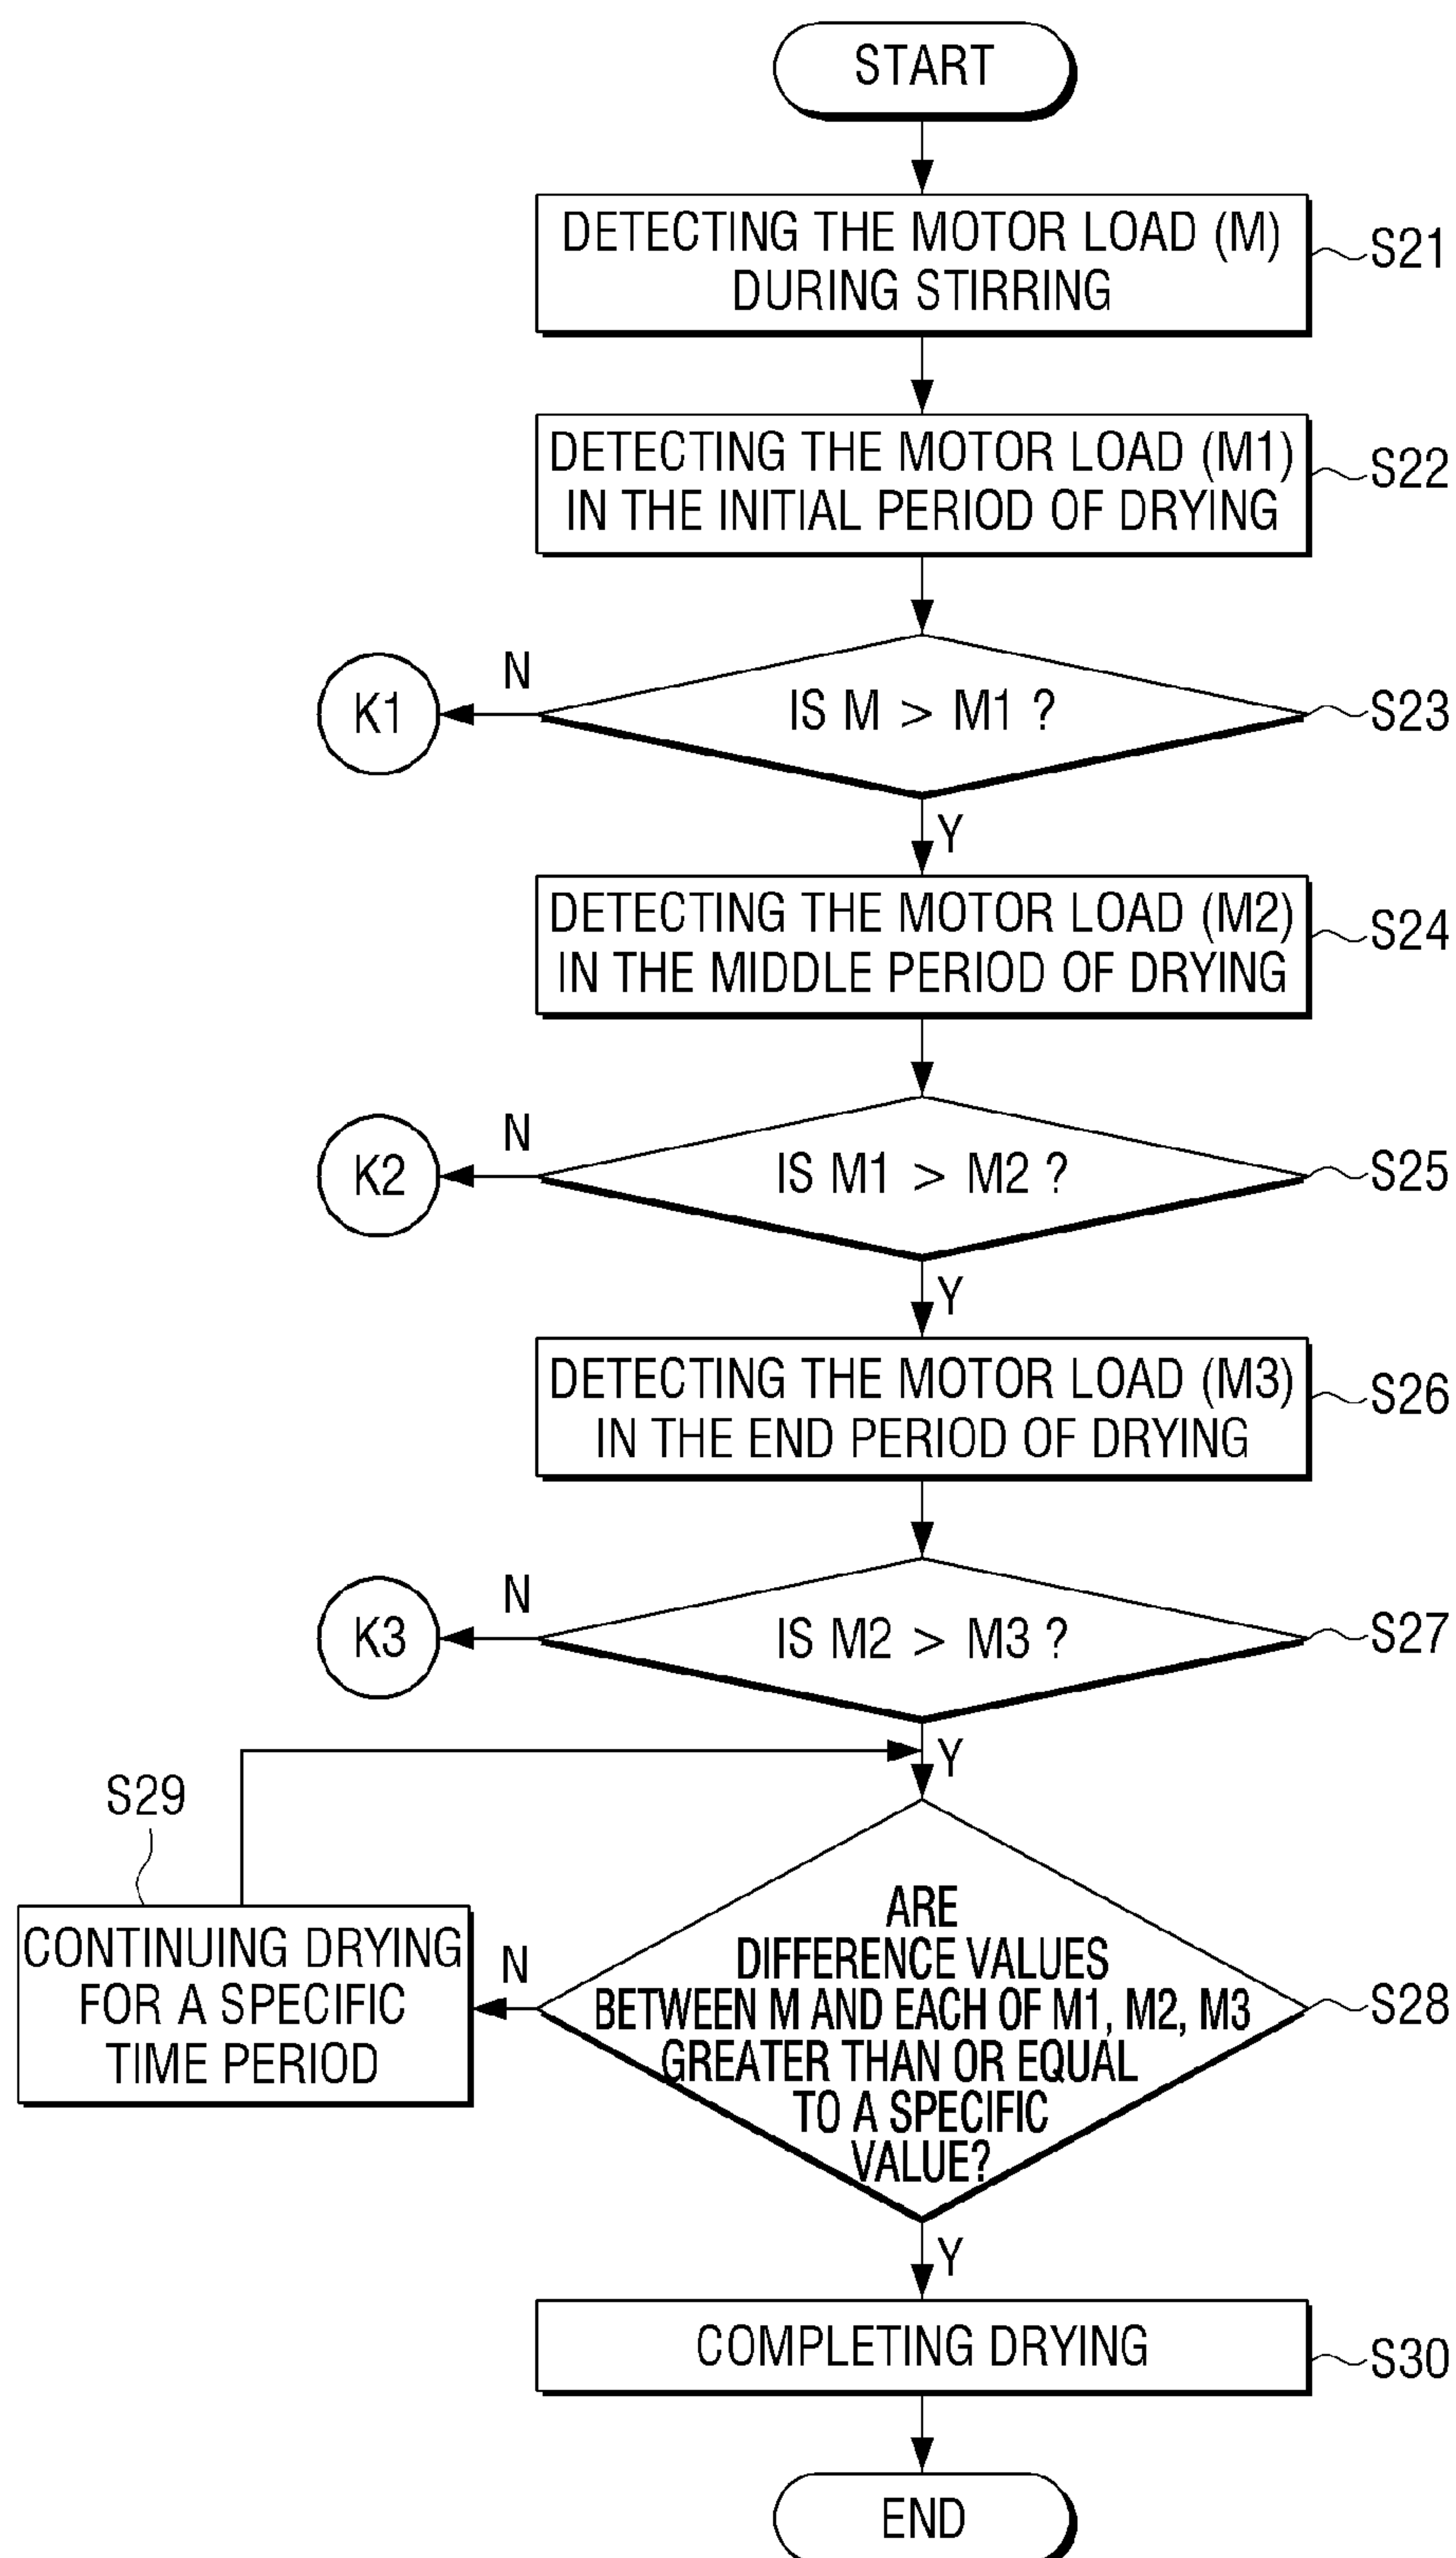 START
DETECTING THE MOTOR LOAD (M)
DURING STIRRING
S21
DETECTING THE MOTOR LOAD (M1)
IN THE INITIAL PERIOD OF DRYING
S22
N
K1
IS M > M1 ?
S23
Y
DETECTING THE MOTOR LOAD (M2)
IN THE MIDDLE PERIOD OF DRYING
S24
N
K2
IS M1 > M2 ?
S25
Y
DETECTING THE MOTOR LOAD (M3)
IN THE END PERIOD OF DRYING
S26
N
K3
IS M2 > M3 ?
S27
Y
S29
CONTINUING DRYING
FOR A SPECIFIC
TIME PERIOD
N
ARE
DIFFERENCE VALUES
BETWEEN M AND EACH OF M1, M2, M3
GREATER THAN OR EQUAL
TO A SPECIFIC
VALUE?
S28
Y
COMPLETING DRYING
S30
END